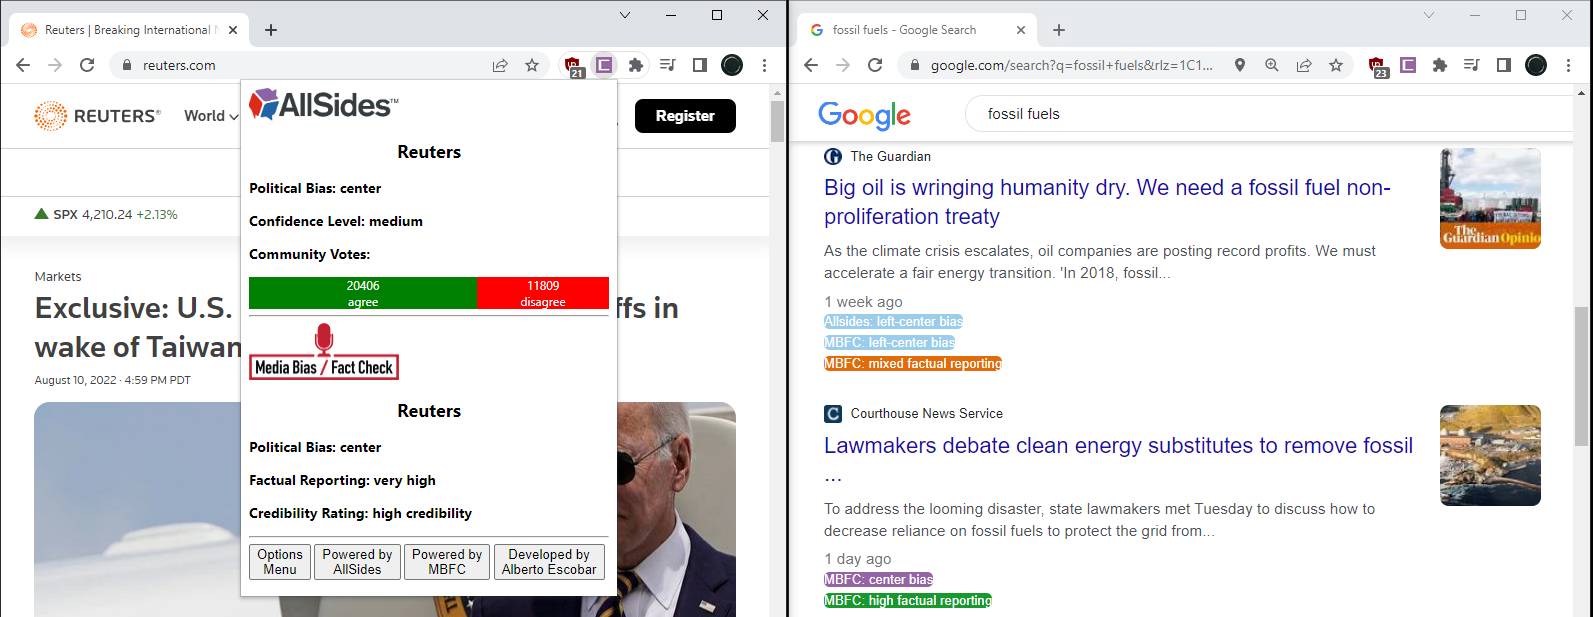 Reuters | Breaking International N
reuters.com
21
REUTERS®
World
Register
SPX 4,210.24 +2.13%
Markets
Exclusive: U.S.
ffs in
wake of Taiwan
August 10, 2022 · 4:59 PM PDT
AllSides™
Reuters
Political Bias: center
Confidence Level: medium
Community Votes:
20406
agree
11809
disagree
Media Bias / Fact Check
Reuters
Political Bias: center
Factual Reporting: very high
Credibility Rating: high credibility
Options
Menu
Powered by
AllSides
Powered by
MBFC
Developed by
Alberto Escobar
fossil fuels - Google Search
google.com/search?q=fossil+fuels&rlz=1C1...
23
Google
fossil fuels
The Guardian
Big oil is wringing humanity dry. We need a fossil fuel non-
proliferation treaty
As the climate crisis escalates, oil companies are posting record profits. We must
accelerate a fair energy transition. 'In 2018, fossil...
1 week ago
Allsides: left-center bias
MBFC: left-center bias
MBFC: mixed factual reporting
The
Guardian Opinio
Courthouse News Service
Lawmakers debate clean energy substitutes to remove fossil
...
To address the looming disaster, state lawmakers met Tuesday to discuss how to
decrease reliance on fossil fuels to protect the grid from...
1 day ago
MBFC: center bias
MBFC: high factual reporting